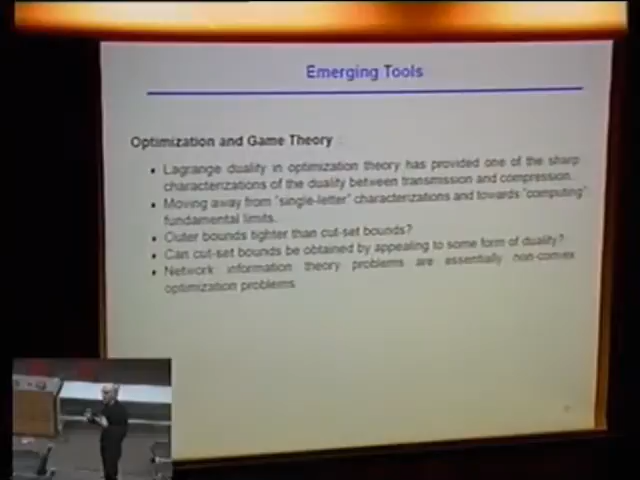 Emerging Tools
Optimization and Game Theory
• Lagrange duality in optimization theory has provided one of the sharp
characterizations of the duality between transmission and compression.
• Moving away from "single-letter" characterizations and towards "computing"
fundamental limits.
• Outer bounds tighter than cut-set bounds?
• Can cut-set bounds be obtained by appealing to some form of duality?
• Network information theory problems are essentially non-convex
optimization problems